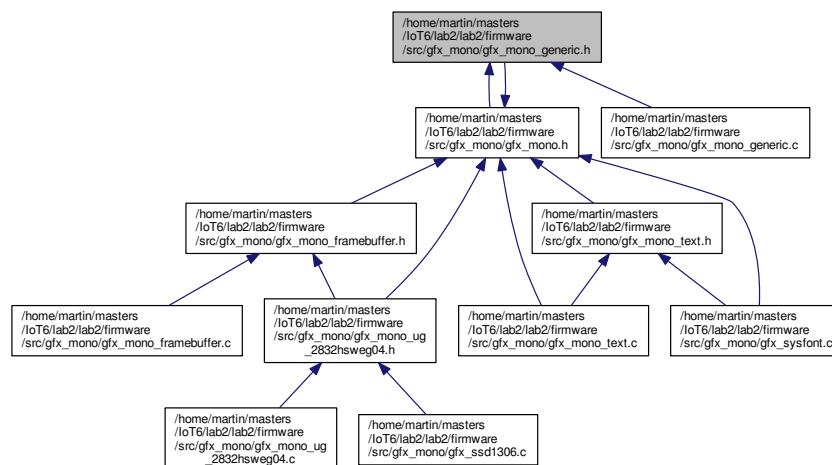 /home/martin/masters
/IoT6/lab2/lab2/firmware
/src/gfx_mono/gfx_mono_generic.h
/home/martin/masters
/IoT6/lab2/lab2/firmware
/src/gfx_mono/gfx_mono.h
/home/martin/masters
/IoT6/lab2/lab2/firmware
/src/gfx_mono/gfx_mono_generic.c
/home/martin/masters
/IoT6/lab2/lab2/firmware
/src/gfx_mono/gfx_mono_framebuffer.h
/home/martin/masters
/IoT6/lab2/lab2/firmware
/src/gfx_mono/gfx_mono_text.h
/home/martin/masters
/IoT6/lab2/lab2/firmware
/src/gfx_mono/gfx_mono_framebuffer.c
/home/martin/masters
/IoT6/lab2/lab2/firmware
/src/gfx_mono/gfx_mono_ug
_2832hsweg04.h
/home/martin/masters
/IoT6/lab2/lab2/firmware
/src/gfx_mono/gfx_mono_text.c
/home/martin/masters
/IoT6/lab2/lab2/firmware
/src/gfx_mono/gfx_sysfont.c
/home/martin/masters
/IoT6/lab2/lab2/firmware
/src/gfx_mono/gfx_mono_ug
_2832hsweg04.c
/home/martin/masters
/IoT6/lab2/lab2/firmware
/src/gfx_mono/gfx_ssd1306.c